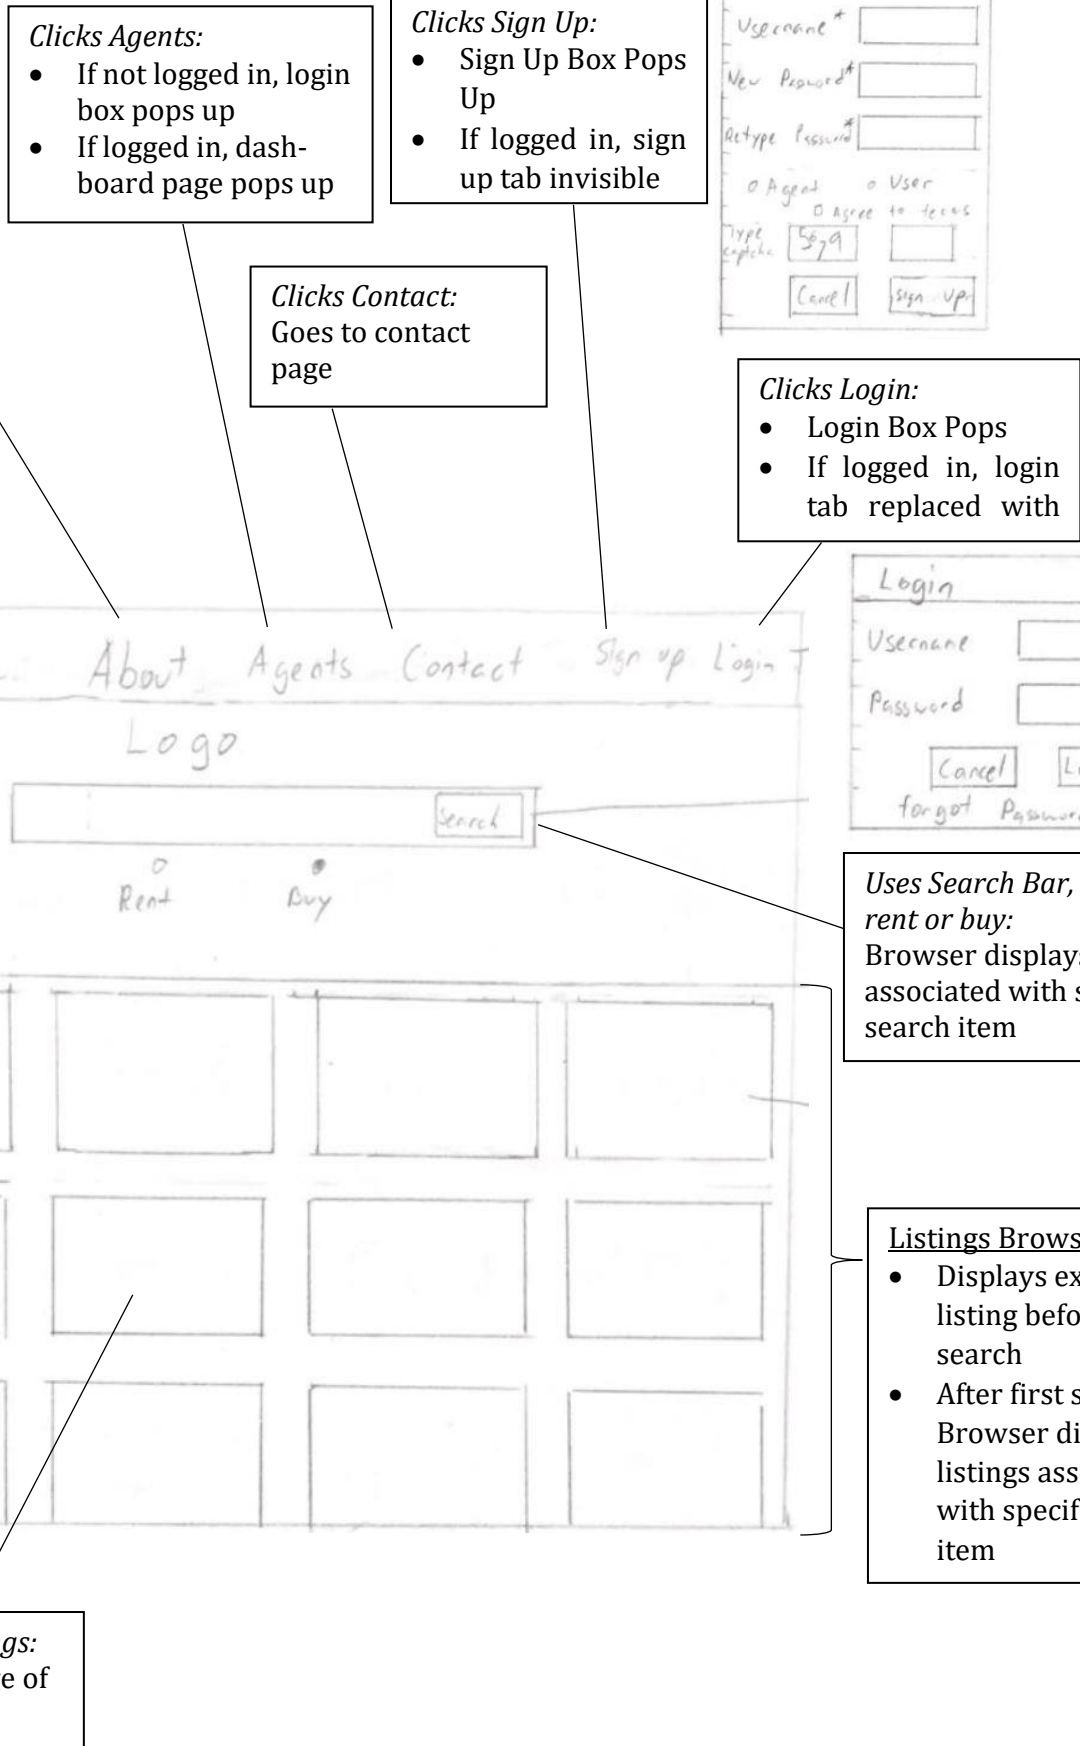 Clicks Agents:
• If not logged in, login
box pops up
• If logged in, dash-
board page pops up
Clicks Sign Up:
• Sign Up Box Pops
Up
• If logged in, sign
up tab invisible
Username*
New Password*
Retype Password*
Agent User
Agree to terms
Type
captcha
5679
Cancel Sign Up
Clicks Contact:
Goes to contact
page
Clicks Login:
• Login Box Pops
• If logged in, login
tab replaced with
Login
Username
Password
Cancel
forgot Passwor
About Agents Contact Sign up Login
Logo
Search
Rent Buy
Uses Search Bar,
rent or buy:
Browser displays
associated with s
search item
Listings Brows
• Displays ex
listing befo
search
• After first s
Browser di
listings ass
with specif
item
gs:
e of